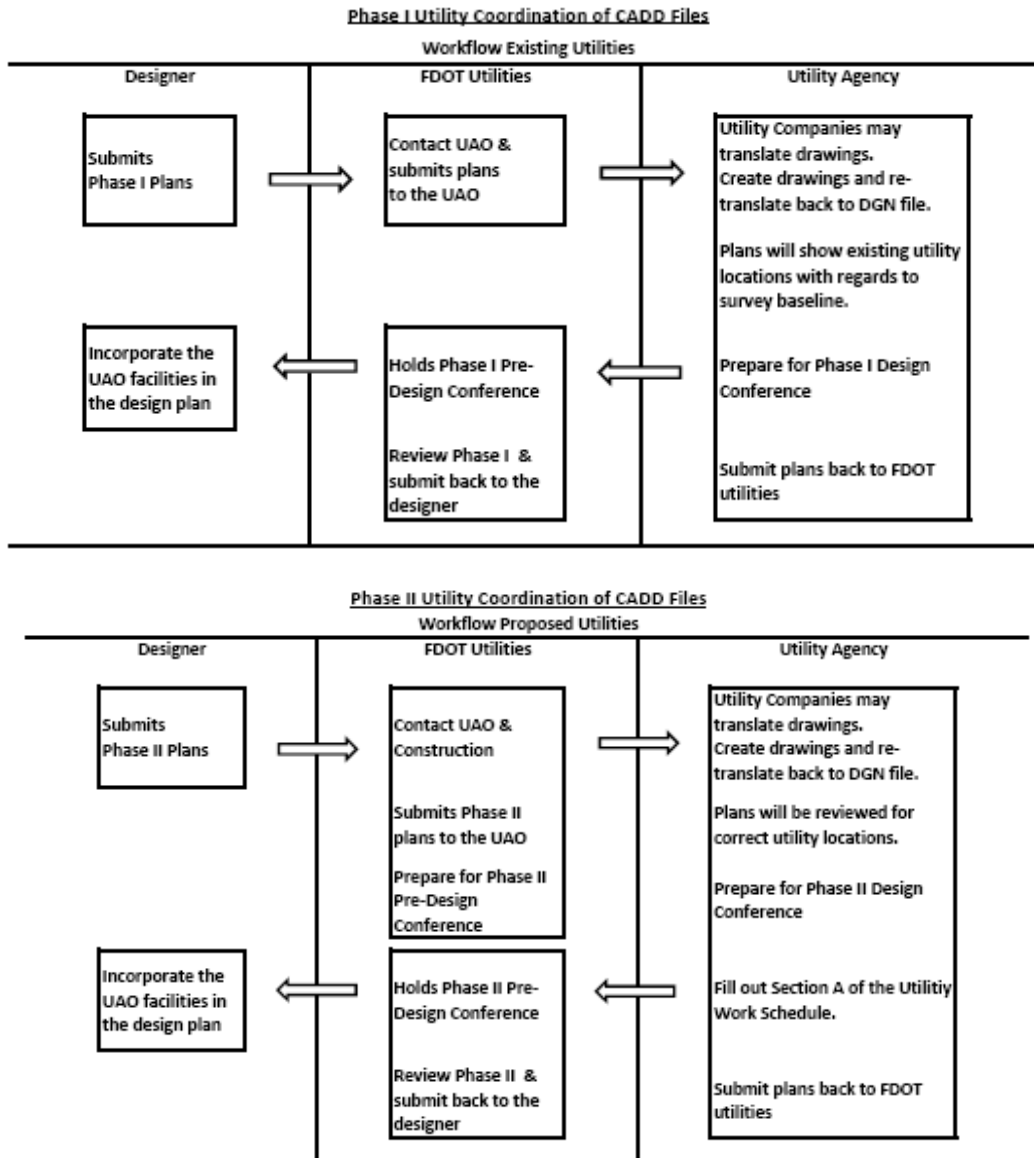 Phase I Utility Coordination of CADD Files
Workflow Existing Utilities
Designer
FDOT Utilities
Utility Agency
Submits
Phase I Plans
Contact UAO &
submits plans
to the UAO
Utility Companies may
translate drawings.
Create drawings and re-
translate back to DGN file.
Plans will show existing utility
locations with regards to
survey baseline.
Incorporate the
UAO facilities in
the design plan
Holds Phase I Pre-
Design Conference
Prepare for Phase I Design
Conference
Review Phase I &
submit back to the
designer
Submit plans back to FDOT
utilities
Phase II Utility Coordination of CADD Files
Workflow Proposed Utilities
Designer
FDOT Utilities
Utility Agency
Submits
Phase II Plans
Contact UAO &
Construction
Submits Phase II
plans to the UAO
Prepare for Phase II
Pre-Design
Conference
Utility Companies may
translate drawings.
Create drawings and re-
translate back to DGN file.
Plans will be reviewed for
correct utility locations.
Prepare for Phase II Design
Conference
Incorporate the
UAO facilities in
the design plan
Holds Phase II Pre-
Design Conference
Fill out Section A of the Utilitiy
Work Schedule.
Review Phase II &
submit back to the
designer
Submit plans back to FDOT
utilities